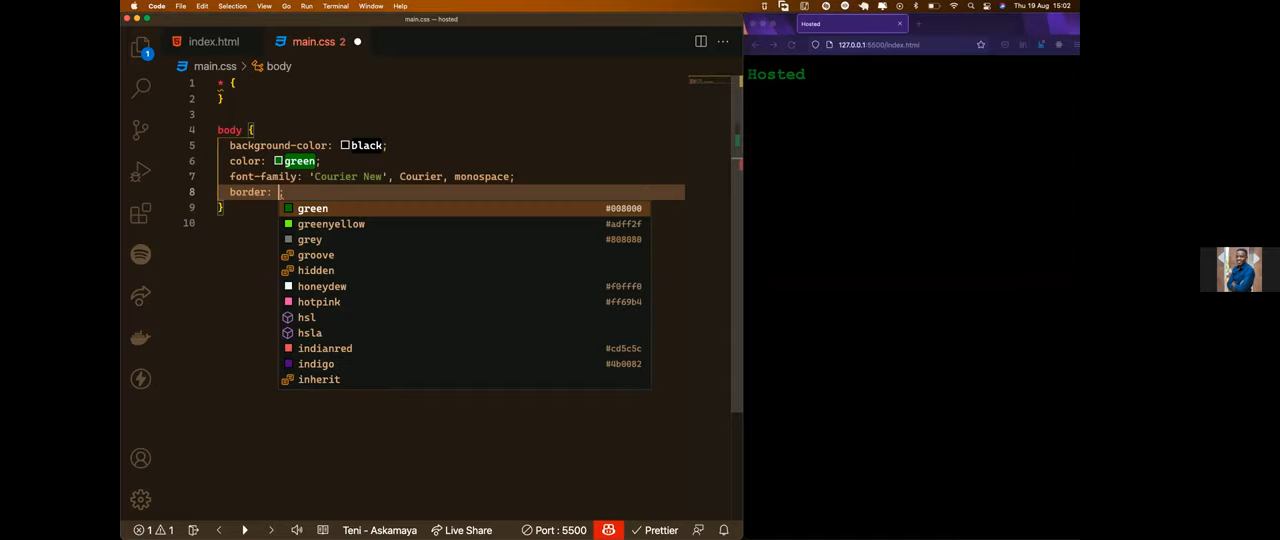 Code File Edit Selection View Go Run Terminal Window Help Thu 19 Aug 15:02
main.css — hosted
Hosted
index.html
main.css 2
127.0.0.1:5500/index.html
main.css > body
Hosted
1 * {
2 }
3
4 body {
5 background-color: black;
6 color: green;
7 font-family: 'Courier New', Courier, monospace;
8 border: ;
9 }
10
green #008000
greenyellow #adff2f
grey #808080
groove
hidden
honeydew #f0fff0
hotpink #ff69b4
hsl
hsla
indianred #cd5c5c
indigo #4b0082
inherit
1
1 1 Teni - Askamaya Live Share Port : 5500 Prettier